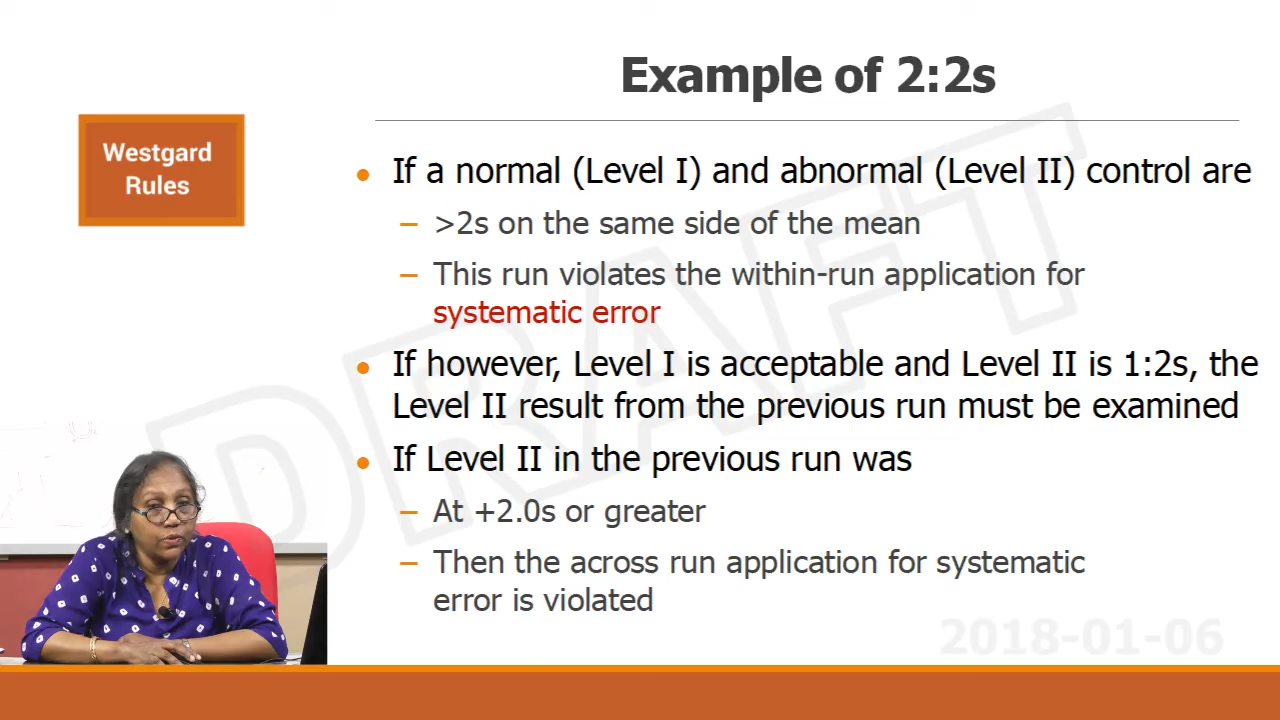 Example of 2:2s
Westgard
Rules
• If a normal (Level I) and abnormal (Level II) control are
– >2s on the same side of the mean
– This run violates the within-run application for
systematic error
• If however, Level I is acceptable and Level II is 1:2s, the
Level II result from the previous run must be examined
• If Level II in the previous run was
– At +2.0s or greater
– Then the across run application for systematic
error is violated
DRAFT
2018-01-06